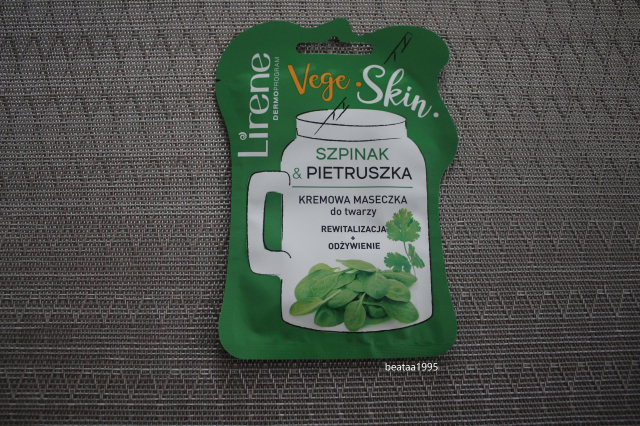 Lirene
DERMOPROGRAM
Vege • Skin •
SZPINAK
& PIETRUSZKA
KREMOWA MASECZKA
do twarzy
REWITALIZACJA
+
ODŻYWIENIE
beataa1995